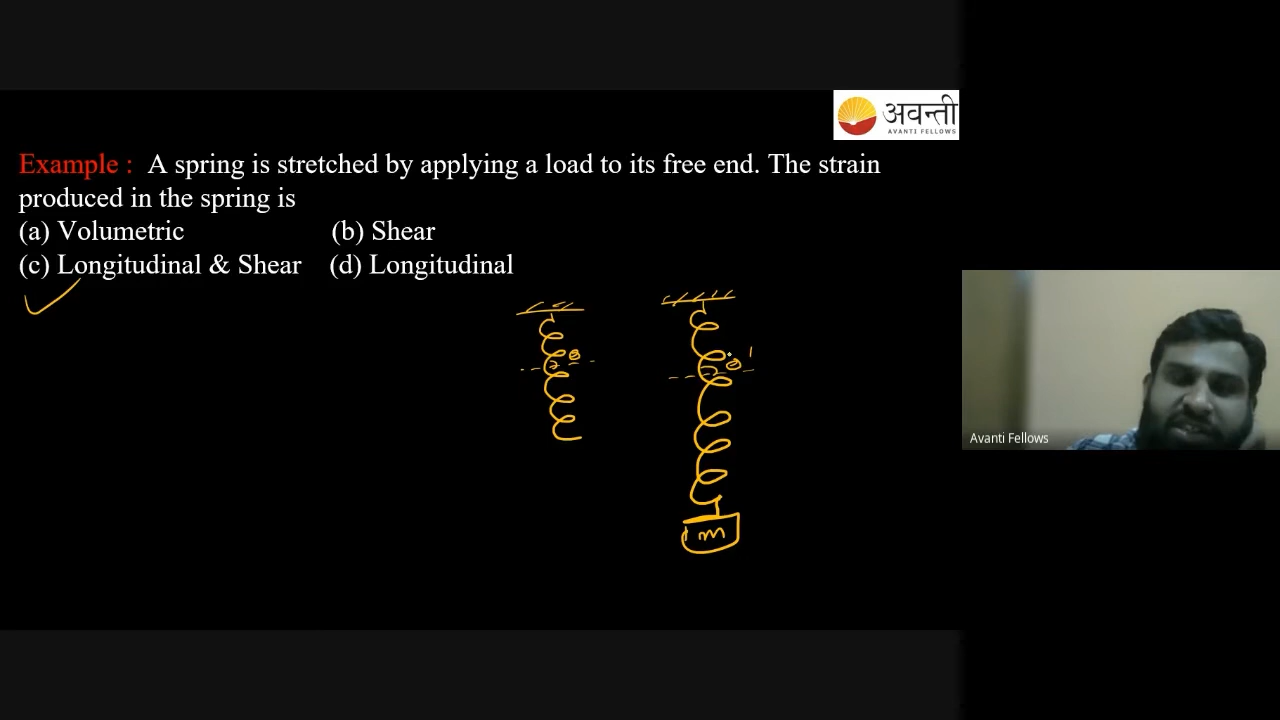 अवन्ती
AVANTI FELLOWS
Example : A spring is stretched by applying a load to its free end. The strain
produced in the spring is
(a) Volumetric (b) Shear
(c) Longitudinal & Shear (d) Longitudinal
θ
θ'
m
Avanti Fellows